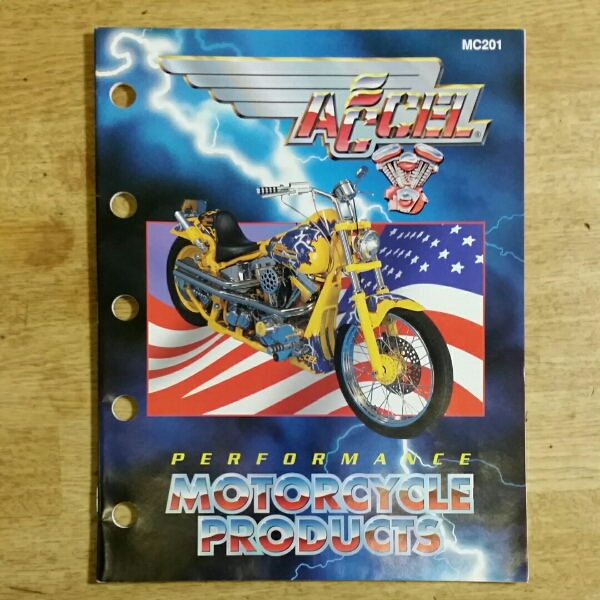 MC201
ACCEL®
PERFORMANCE
MOTORCYCLE
PRODUCTS